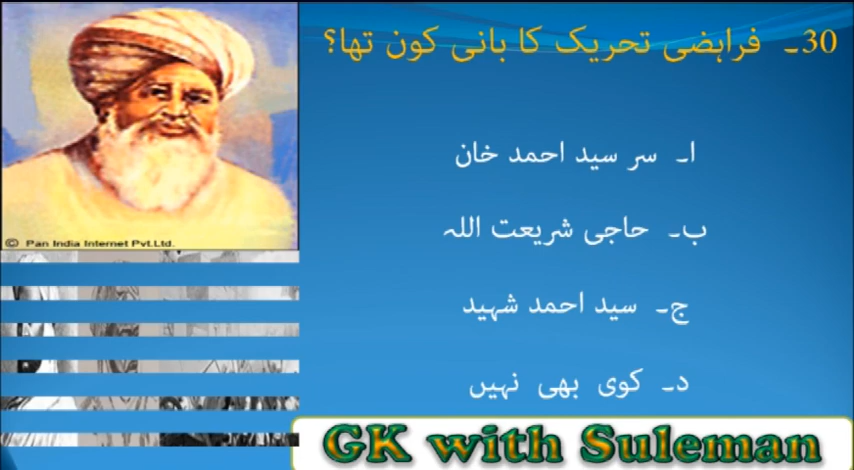 30۔ فراہضی تحریک کا بانی کون تھا؟
ا۔ سر سید احمد خان
ب۔ حاجی شریعت اللہ
ج۔ سید احمد شہید
د۔ کوی بھی نہیں
© Pan India Internet Pvt.Ltd.
GK with Suleman